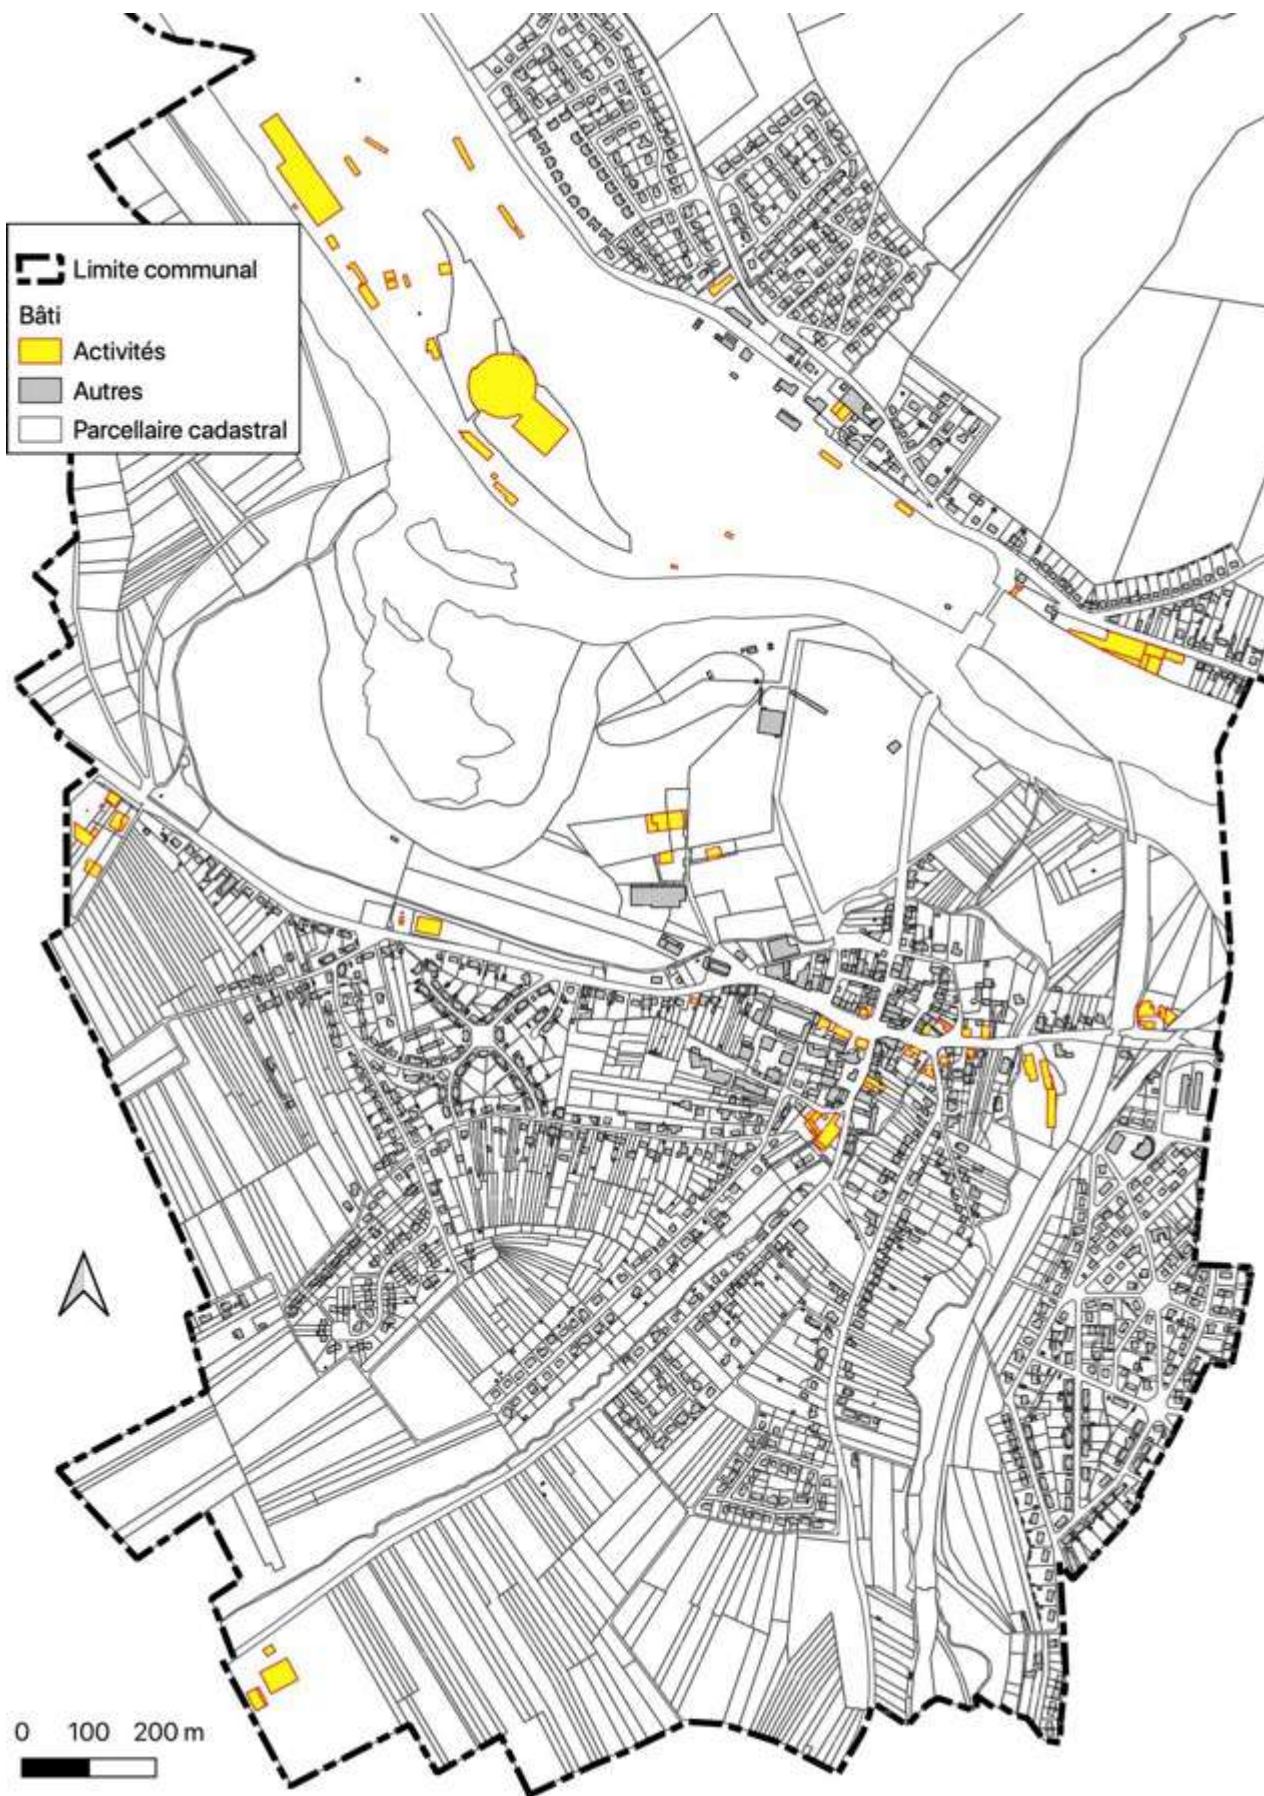 Limite communal
Bâti
Activités
Autres
Parcellaire cadastral
0 100 200 m